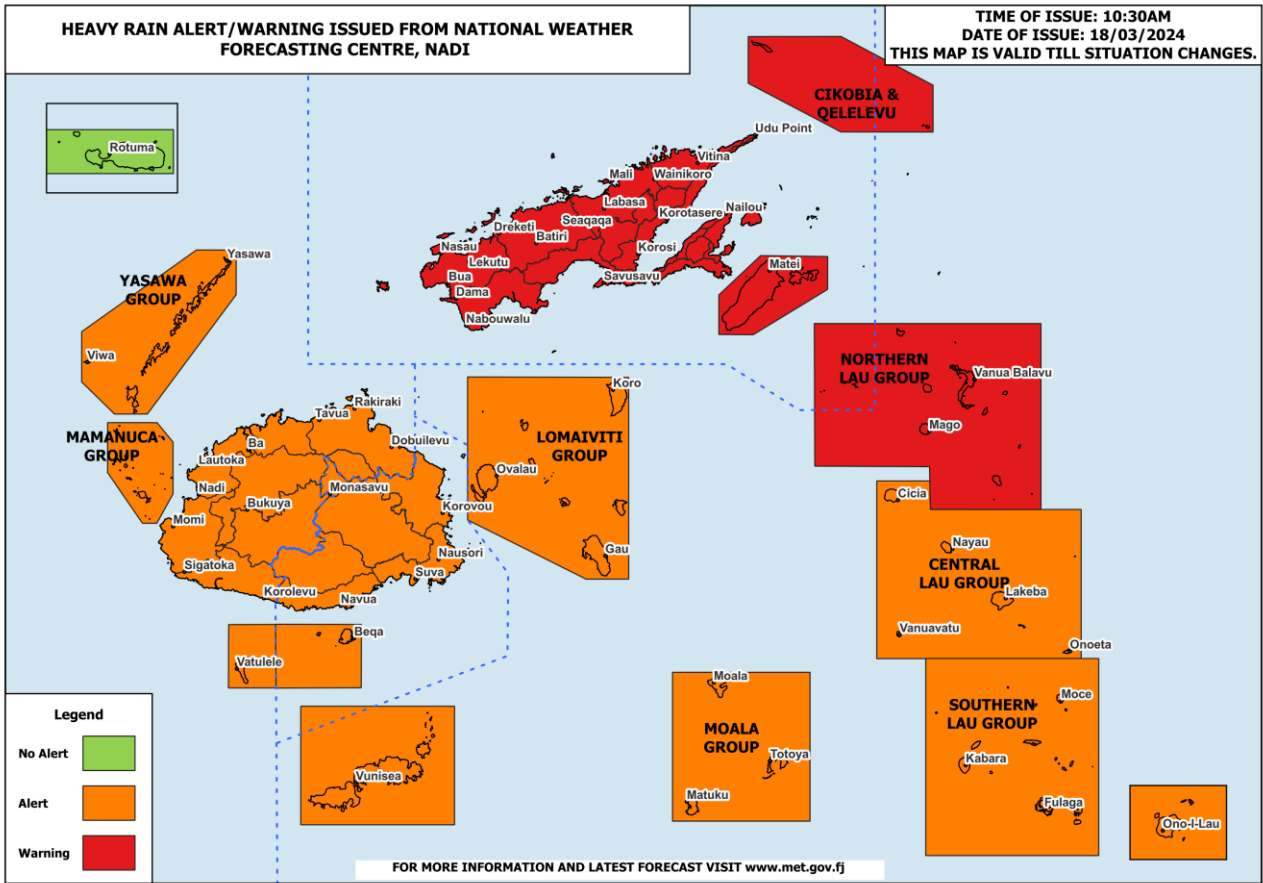 HEAVY RAIN ALERT/WARNING ISSUED FROM NATIONAL WEATHER
FORECASTING CENTRE, NADI
TIME OF ISSUE: 10:30AM
DATE OF ISSUE: 18/03/2024
THIS MAP IS VALID TILL SITUATION CHANGES.
CIKOBIA &
QELELEVU
Udu Point
Rotuma
Vitina
Mali
Wainikoro
Labasa
Korotasere
Nailou
Seaqaqa
Dreketi
Batiri
Nasau
Korosi
Lekutu
Bua
Savusavu
Matei
Dama
Nabouwalu
Yasawa
YASAWA
GROUP
Viwa
NORTHERN
LAU GROUP
Vanua Balavu
Mago
Koro
LOMAIVITI
GROUP
Ovalau
Gau
MAMANUCA
GROUP
Rakiraki
Tavua
Ba
Dobuilevu
Lautoka
Nadi
Monasavu
Bukuya
Korovou
Momi
Nausori
Sigatoka
Suva
Korolevu
Navua
Cicia
Nayau
CENTRAL
LAU GROUP
Lakeba
Vanuavatu
Onoeta
Beqa
Vatulele
Moala
MOALA
GROUP
Totoya
Matuku
Moce
SOUTHERN
LAU GROUP
Kabara
Fulaga
Ono-I-Lau
Vunisea
Legend
No Alert
Alert
Warning
FOR MORE INFORMATION AND LATEST FORECAST VISIT www.met.gov.fj